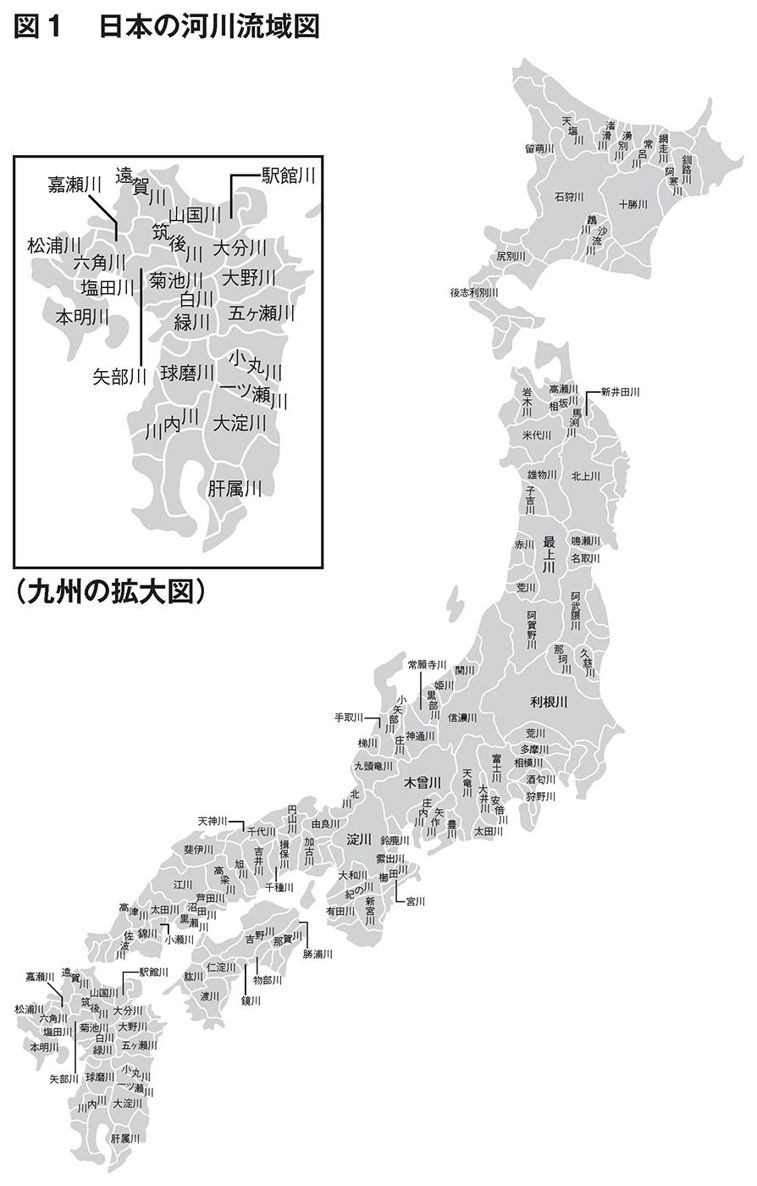 図1 日本の河川流域図
嘉瀬川
遠賀川
駅館川
山国川
松浦川
六角川
筑後川
大分川
塩田川
菊池川
大野川
白川
本明川
緑川
五ヶ瀬川
矢部川
球磨川
小丸川
一ツ瀬川
川内川
大淀川
肝属川
(九州の拡大図)
天塩川
留萌川
渚滑川
湧別川
常呂川
網走川
釧路川
阿寒川
石狩川
十勝川
鵡川
沙流川
尻別川
後志利別川
岩木川
高瀬川
相坂川
馬淵川
新井田川
米代川
雄物川
北上川
子吉川
赤川
最上川
鳴瀬川
名取川
荒川
阿武隈川
阿賀野川
那珂川
久慈川
常願寺川
関川
姫川
黒部川
小矢部川
庄川
神通川
信濃川
利根川
手取川
梯川
荒川
多摩川
相模川
酒匂川
狩野川
九頭竜川
木曾川
天竜川
富士川
大井川
安倍川
北川
庄内川
矢作川
豊川
太田川
天神川
千代川
円山川
由良川
淀川
鈴鹿川
雲出川
櫛田川
宮川
斐伊川
吉井川
旭川
高梁川
揖保川
加古川
千種川
大和川
紀の川
新宮川
有田川
江川
芦田川
沼田川
黒瀬川
太田川
高津川
佐波川
錦川
小瀬川
吉野川
那賀川
勝浦川
物部川
鏡川
仁淀川
肱川
渡川
嘉瀬川
遠賀川
駅館川
山国川
松浦川
六角川
筑後川
大分川
塩田川
菊池川
大野川
白川
本明川
緑川
五ヶ瀬川
矢部川
球磨川
小丸川
一ツ瀬川
川内川
大淀川
肝属川